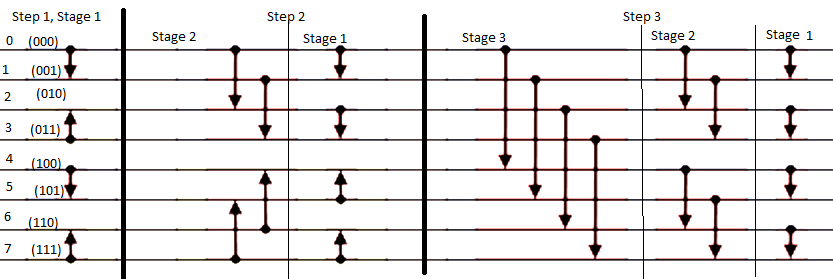 Step 1, Stage 1
Step 2
Step 3
Stage 2
Stage 1
Stage 3
Stage 2
Stage 1
0 (000)
1 (001)
2 (010)
3 (011)
4 (100)
5 (101)
6 (110)
7 (111)